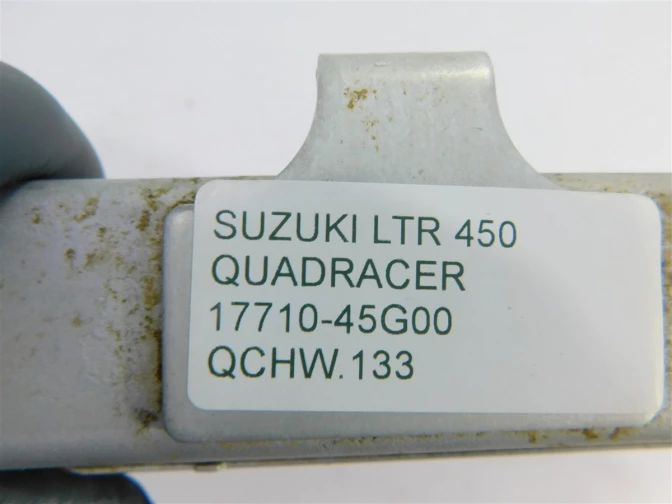 SUZUKI LTR 450
QUADRACER
17710-45G00
QCHW.133